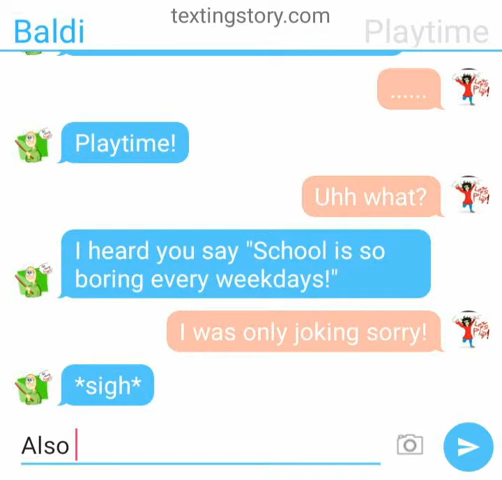 textingstory.com
Baldi
Playtime
......
Playtime!
Uhh what?
I heard you say "School is so
boring every weekdays!"
I was only joking sorry!
*sigh*
Also